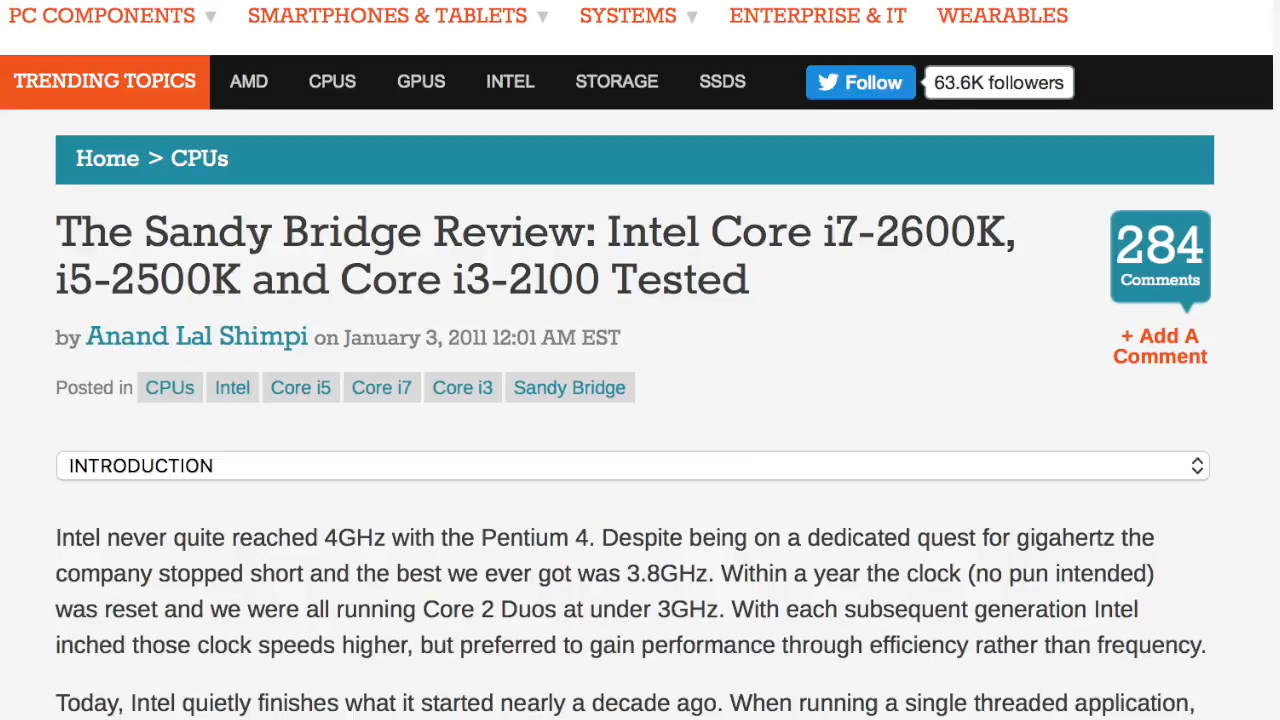 PC COMPONENTS SMARTPHONES & TABLETS SYSTEMS ENTERPRISE & IT WEARABLES
TRENDING TOPICS AMD CPUS GPUS INTEL STORAGE SSDS Follow 63.6K followers
Home > CPUs
The Sandy Bridge Review: Intel Core i7-2600K,
i5-2500K and Core i3-2100 Tested
284
Comments
+ Add A
Comment
by Anand Lal Shimpi on January 3, 2011 12:01 AM EST
Posted in CPUs Intel Core i5 Core i7 Core i3 Sandy Bridge
INTRODUCTION
Intel never quite reached 4GHz with the Pentium 4. Despite being on a dedicated quest for gigahertz the
company stopped short and the best we ever got was 3.8GHz. Within a year the clock (no pun intended)
was reset and we were all running Core 2 Duos at under 3GHz. With each subsequent generation Intel
inched those clock speeds higher, but preferred to gain performance through efficiency rather than frequency.
Today, Intel quietly finishes what it started nearly a decade ago. When running a single threaded application,